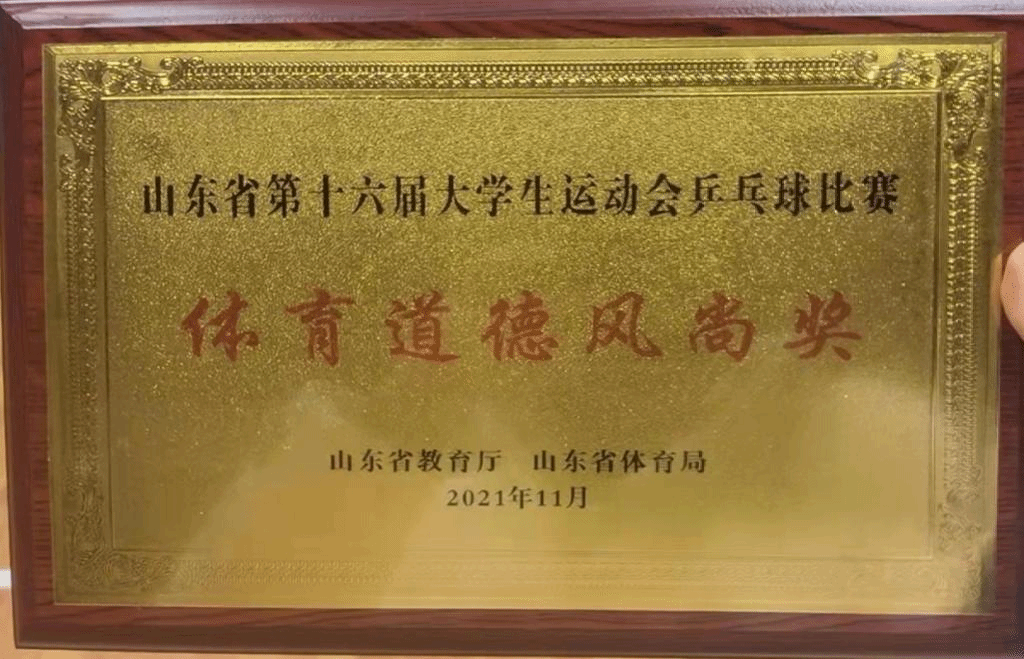 山东省第十六届大学生运动会乒乓球比赛
体育道德风尚奖
山东省教育厅 山东省体育局
2021年11月